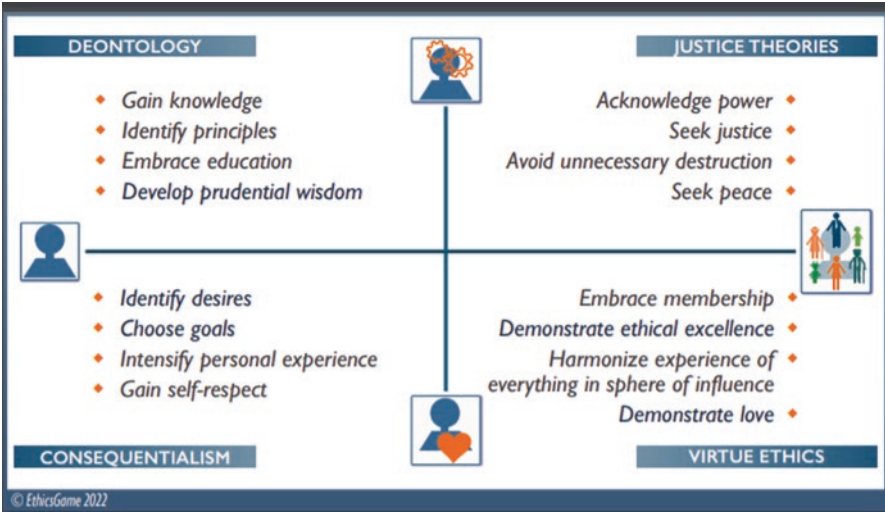 DEONTOLOGY
Gain knowledge
Identify principles
Embrace education
Develop prudential wisdom
JUSTICE THEORIES
Acknowledge power
Seek justice
Avoid unnecessary destruction
Seek peace
Identify desires
Choose goals
Intensify personal experience
Gain self-respect
CONSEQUENTIALISM
Embrace membership
Demonstrate ethical excellence
Harmonize experience of
everything in sphere of influence
Demonstrate love
VIRTUE ETHICS
© EthicsGame 2022